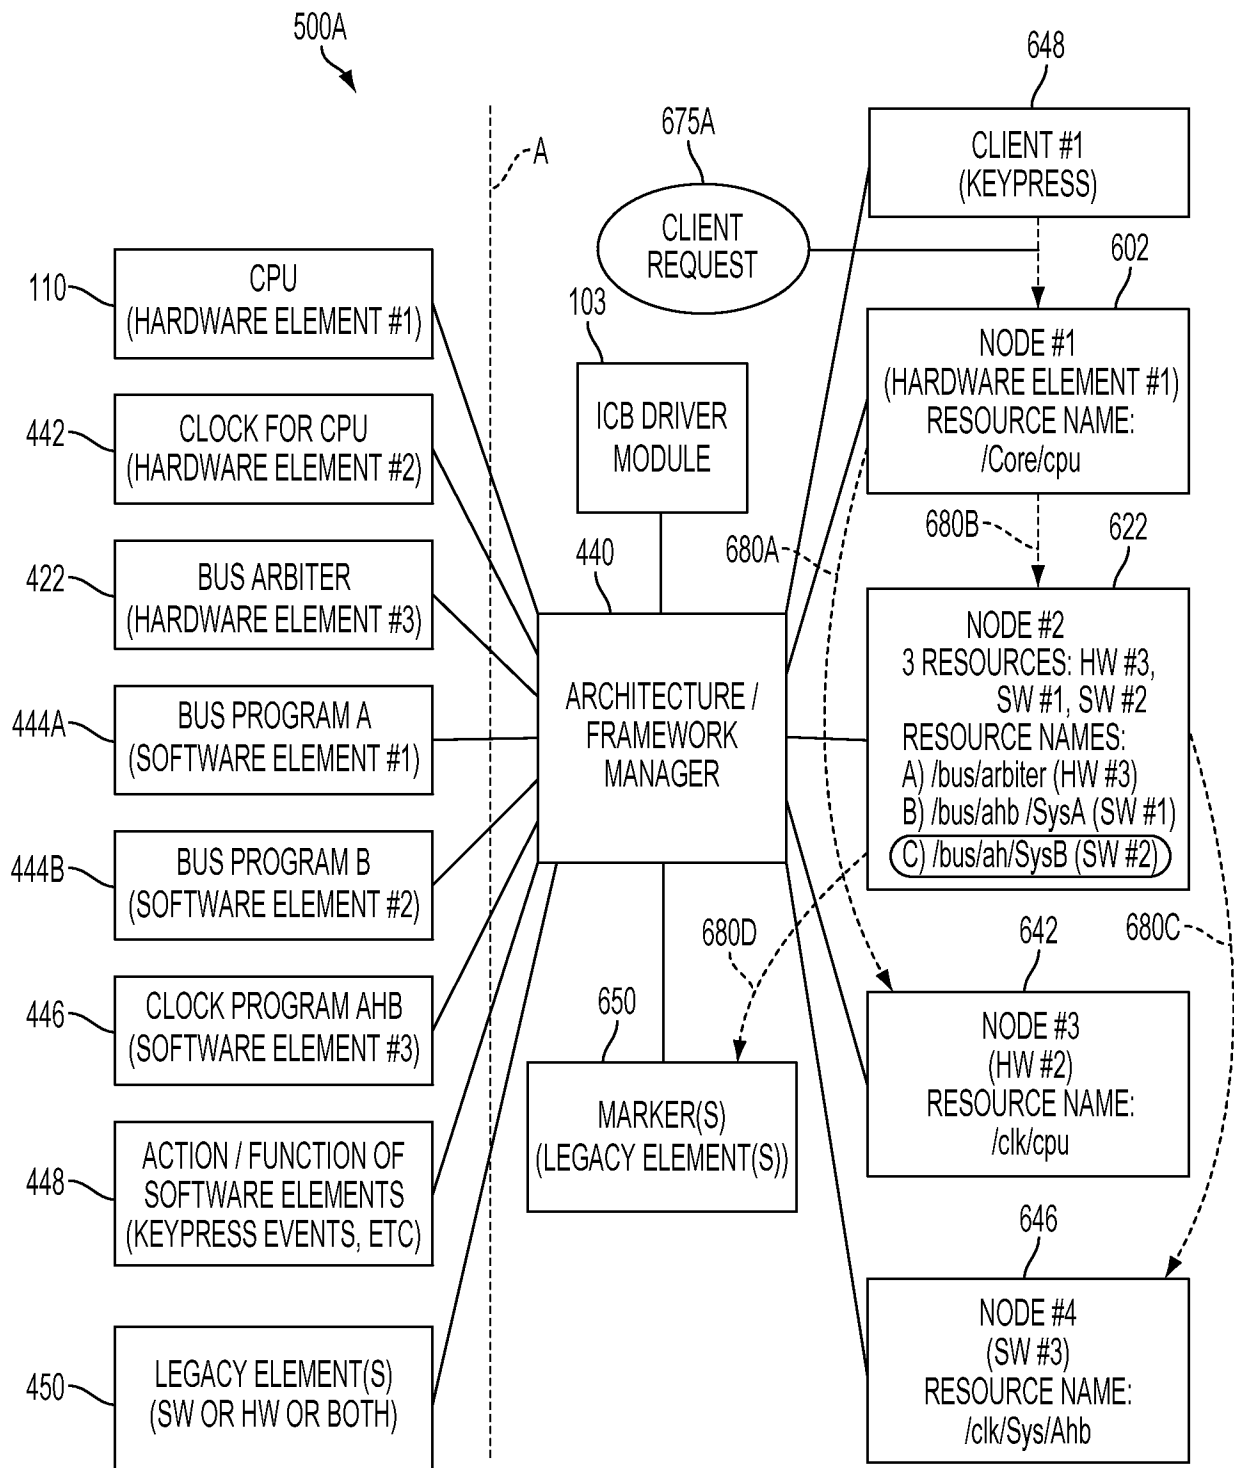 500A
A
675A
CLIENT
REQUEST
648
CLIENT #1
(KEYPRESS)
110
CPU
(HARDWARE ELEMENT #1)
442
CLOCK FOR CPU
(HARDWARE ELEMENT #2)
422
BUS ARBITER
(HARDWARE ELEMENT #3)
444A
BUS PROGRAM A
(SOFTWARE ELEMENT #1)
444B
BUS PROGRAM B
(SOFTWARE ELEMENT #2)
446
CLOCK PROGRAM AHB
(SOFTWARE ELEMENT #3)
448
ACTION / FUNCTION OF
SOFTWARE ELEMENTS
(KEYPRESS EVENTS, ETC)
450
LEGACY ELEMENT(S)
(SW OR HW OR BOTH)
103
ICB DRIVER
MODULE
440
ARCHITECTURE /
FRAMEWORK
MANAGER
650
MARKER(S)
(LEGACY ELEMENT(S))
602
NODE #1
(HARDWARE ELEMENT #1)
RESOURCE NAME:
/Core/cpu
680A
680B
622
NODE #2
3 RESOURCES: HW #3,
SW #1, SW #2
RESOURCE NAMES:
A) /bus/arbiter (HW #3)
B) /bus/ahb /SysA (SW #1)
C) /bus/ah/SysB (SW #2)
680D
680C
642
NODE #3
(HW #2)
RESOURCE NAME:
/clk/cpu
646
NODE #4
(SW #3)
RESOURCE NAME:
/clk/Sys/Ahb